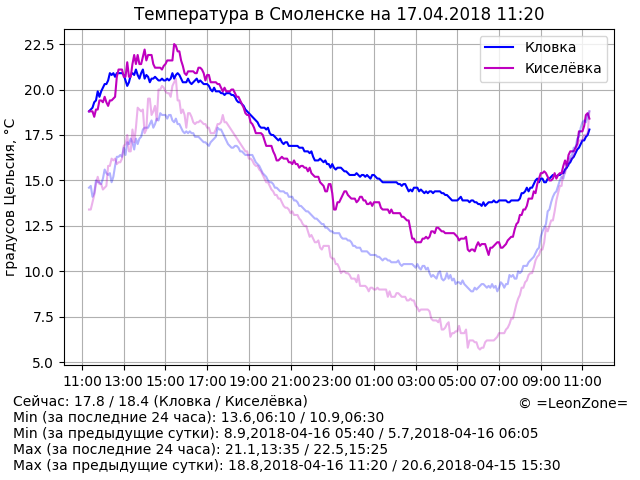 Температура в Смоленске на 17.04.2018 11:20
градусов Цельсия, °C
22.5
20.0
17.5
15.0
12.5
10.0
7.5
5.0
Кловка
Киселёвка
11:00 13:00 15:00 17:00 19:00 21:00 23:00 01:00 03:00 05:00 07:00 09:00 11:00
Сейчас: 17.8 / 18.4 (Кловка / Киселёвка)
© =LeonZone=
Min (за последние 24 часа): 13.6,06:10 / 10.9,06:30
Min (за предыдущие сутки): 8.9,2018-04-16 05:40 / 5.7,2018-04-16 06:05
Max (за последние 24 часа): 21.1,13:35 / 22.5,15:25
Max (за предыдущие сутки): 18.8,2018-04-16 11:20 / 20.6,2018-04-15 15:30